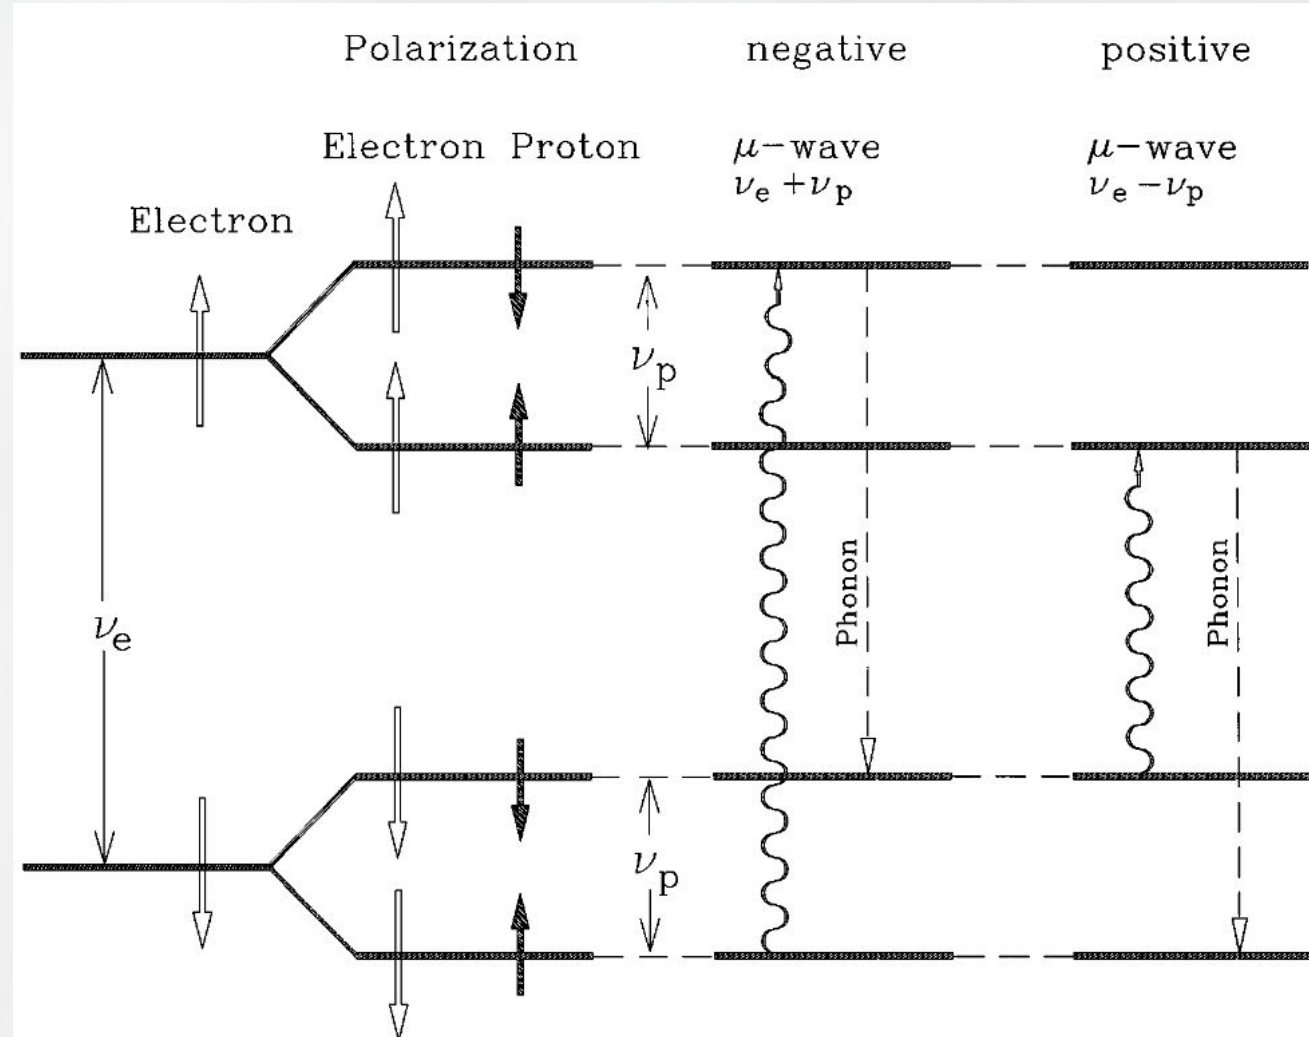 Polarization negative positive
Electron Proton μ-wave μ-wave
νe+νp νe-νp
Electron
νp
Phonon Phonon
νe
νp